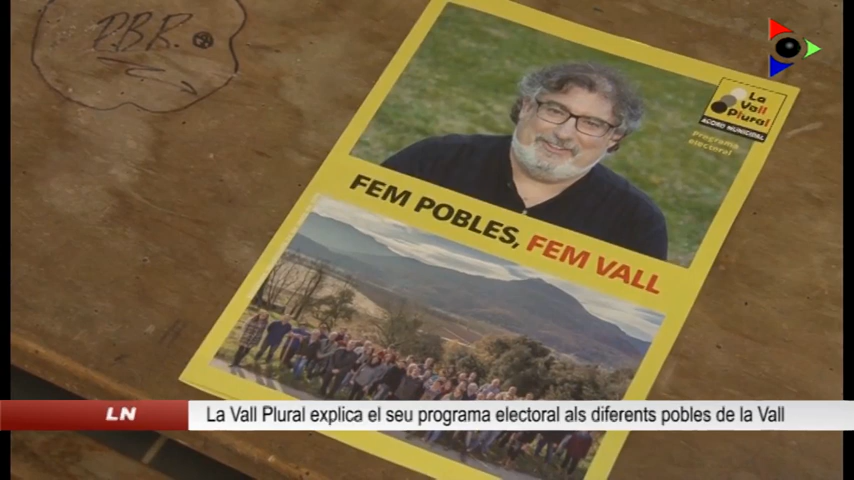 P.B.B.
La
Vall
Plural
ACORD MUNICIPAL
Programa
electoral
FEM POBLES, FEM VALL
LN
La Vall Plural explica el seu programa electoral als diferents pobles de la Vall